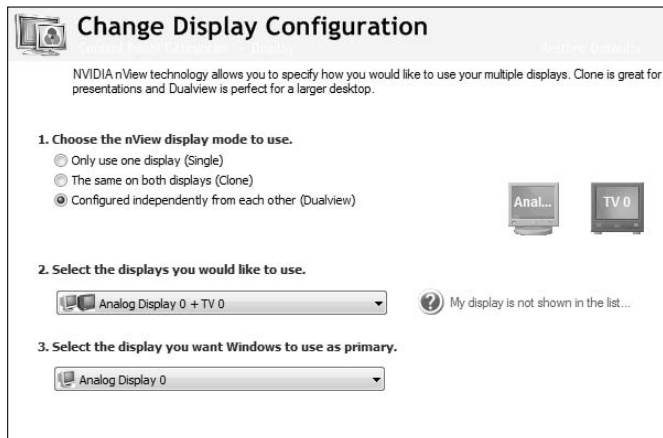 Change Display Configuration
Restore Defaults
NVIDIA nView technology allows you to specify how you would like to use your multiple displays. Clone is great for
presentations and Dualview is perfect for a larger desktop.
1. Choose the nView display mode to use.
Only use one display (Single)
The same on both displays (Clone)
Configured independently from each other (Dualview)
Anal...
TV 0
2. Select the displays you would like to use.
Analog Display 0 + TV 0
My display is not shown in the list...
3. Select the display you want Windows to use as primary.
Analog Display 0